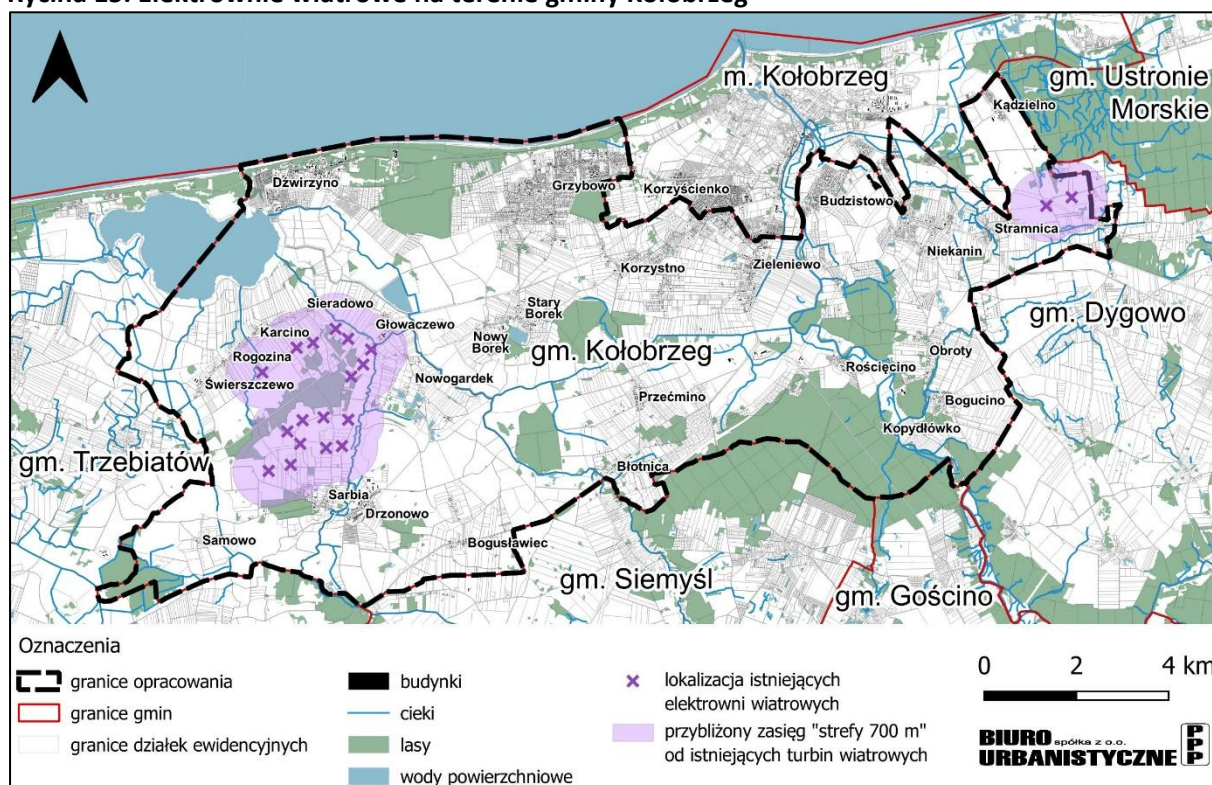 Rycina 15. Elektrownie wiatrowe na terenie gminy Kołobrzeg
m. Kołobrzeg
gm. Ustronie
Morskie
Kądzielno
Dźwirzyno
Grzybowo
Korzyścienko
Budzistowo
Stramnica
Niekanin
Korzystno
Zieleniewo
gm. Dygowo
Sieradowo
Karcino
Głowaczewo
Stary
Borek
Nowy
Borek
gm. Kołobrzeg
Rogozina
Świerszczewo
Nowogardek
Obroty
Rościęcino
Przećmino
Bogucino
Kopydłówko
gm. Trzebiatów
Błotnica
Sarbia
Drzonowo
Samowo
Bogusławiec
gm. Siemyśl
gm. Gościno
Oznaczenia
granice opracowania
granice gmin
granice działek ewidencyjnych
budynki
cieki
lasy
wody powierzchniowe
lokalizacja istniejących
elektrowni wiatrowych
przybliżony zasięg "strefy 700 m"
od istniejących turbin wiatrowych
0 2 4 km
BIURO spółka z o.o.
URBANISTYCZNE
P
P
P